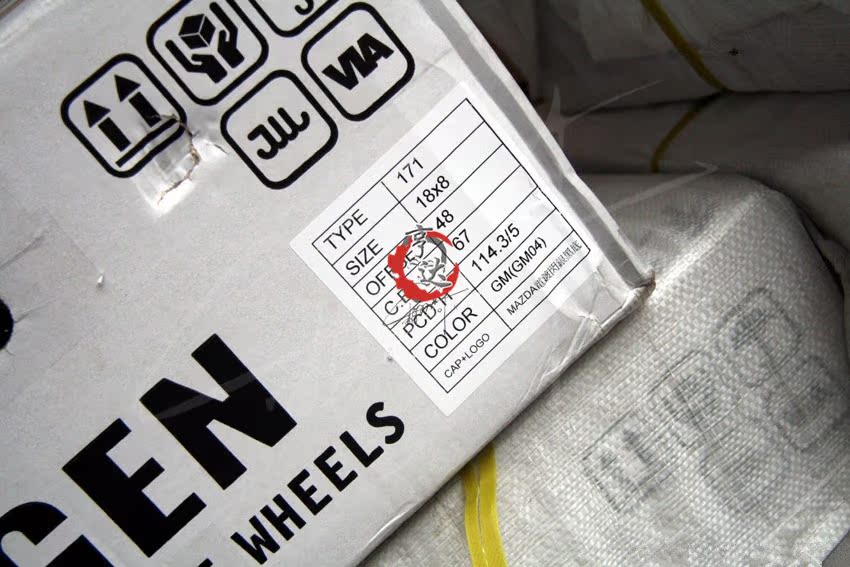 JWL
VIA
TYPE 171
SIZE 18x8
48
67
114.3/5
COLOR GM(GM04)
CAP+LOGO MAZDA
GEN
WHEELS